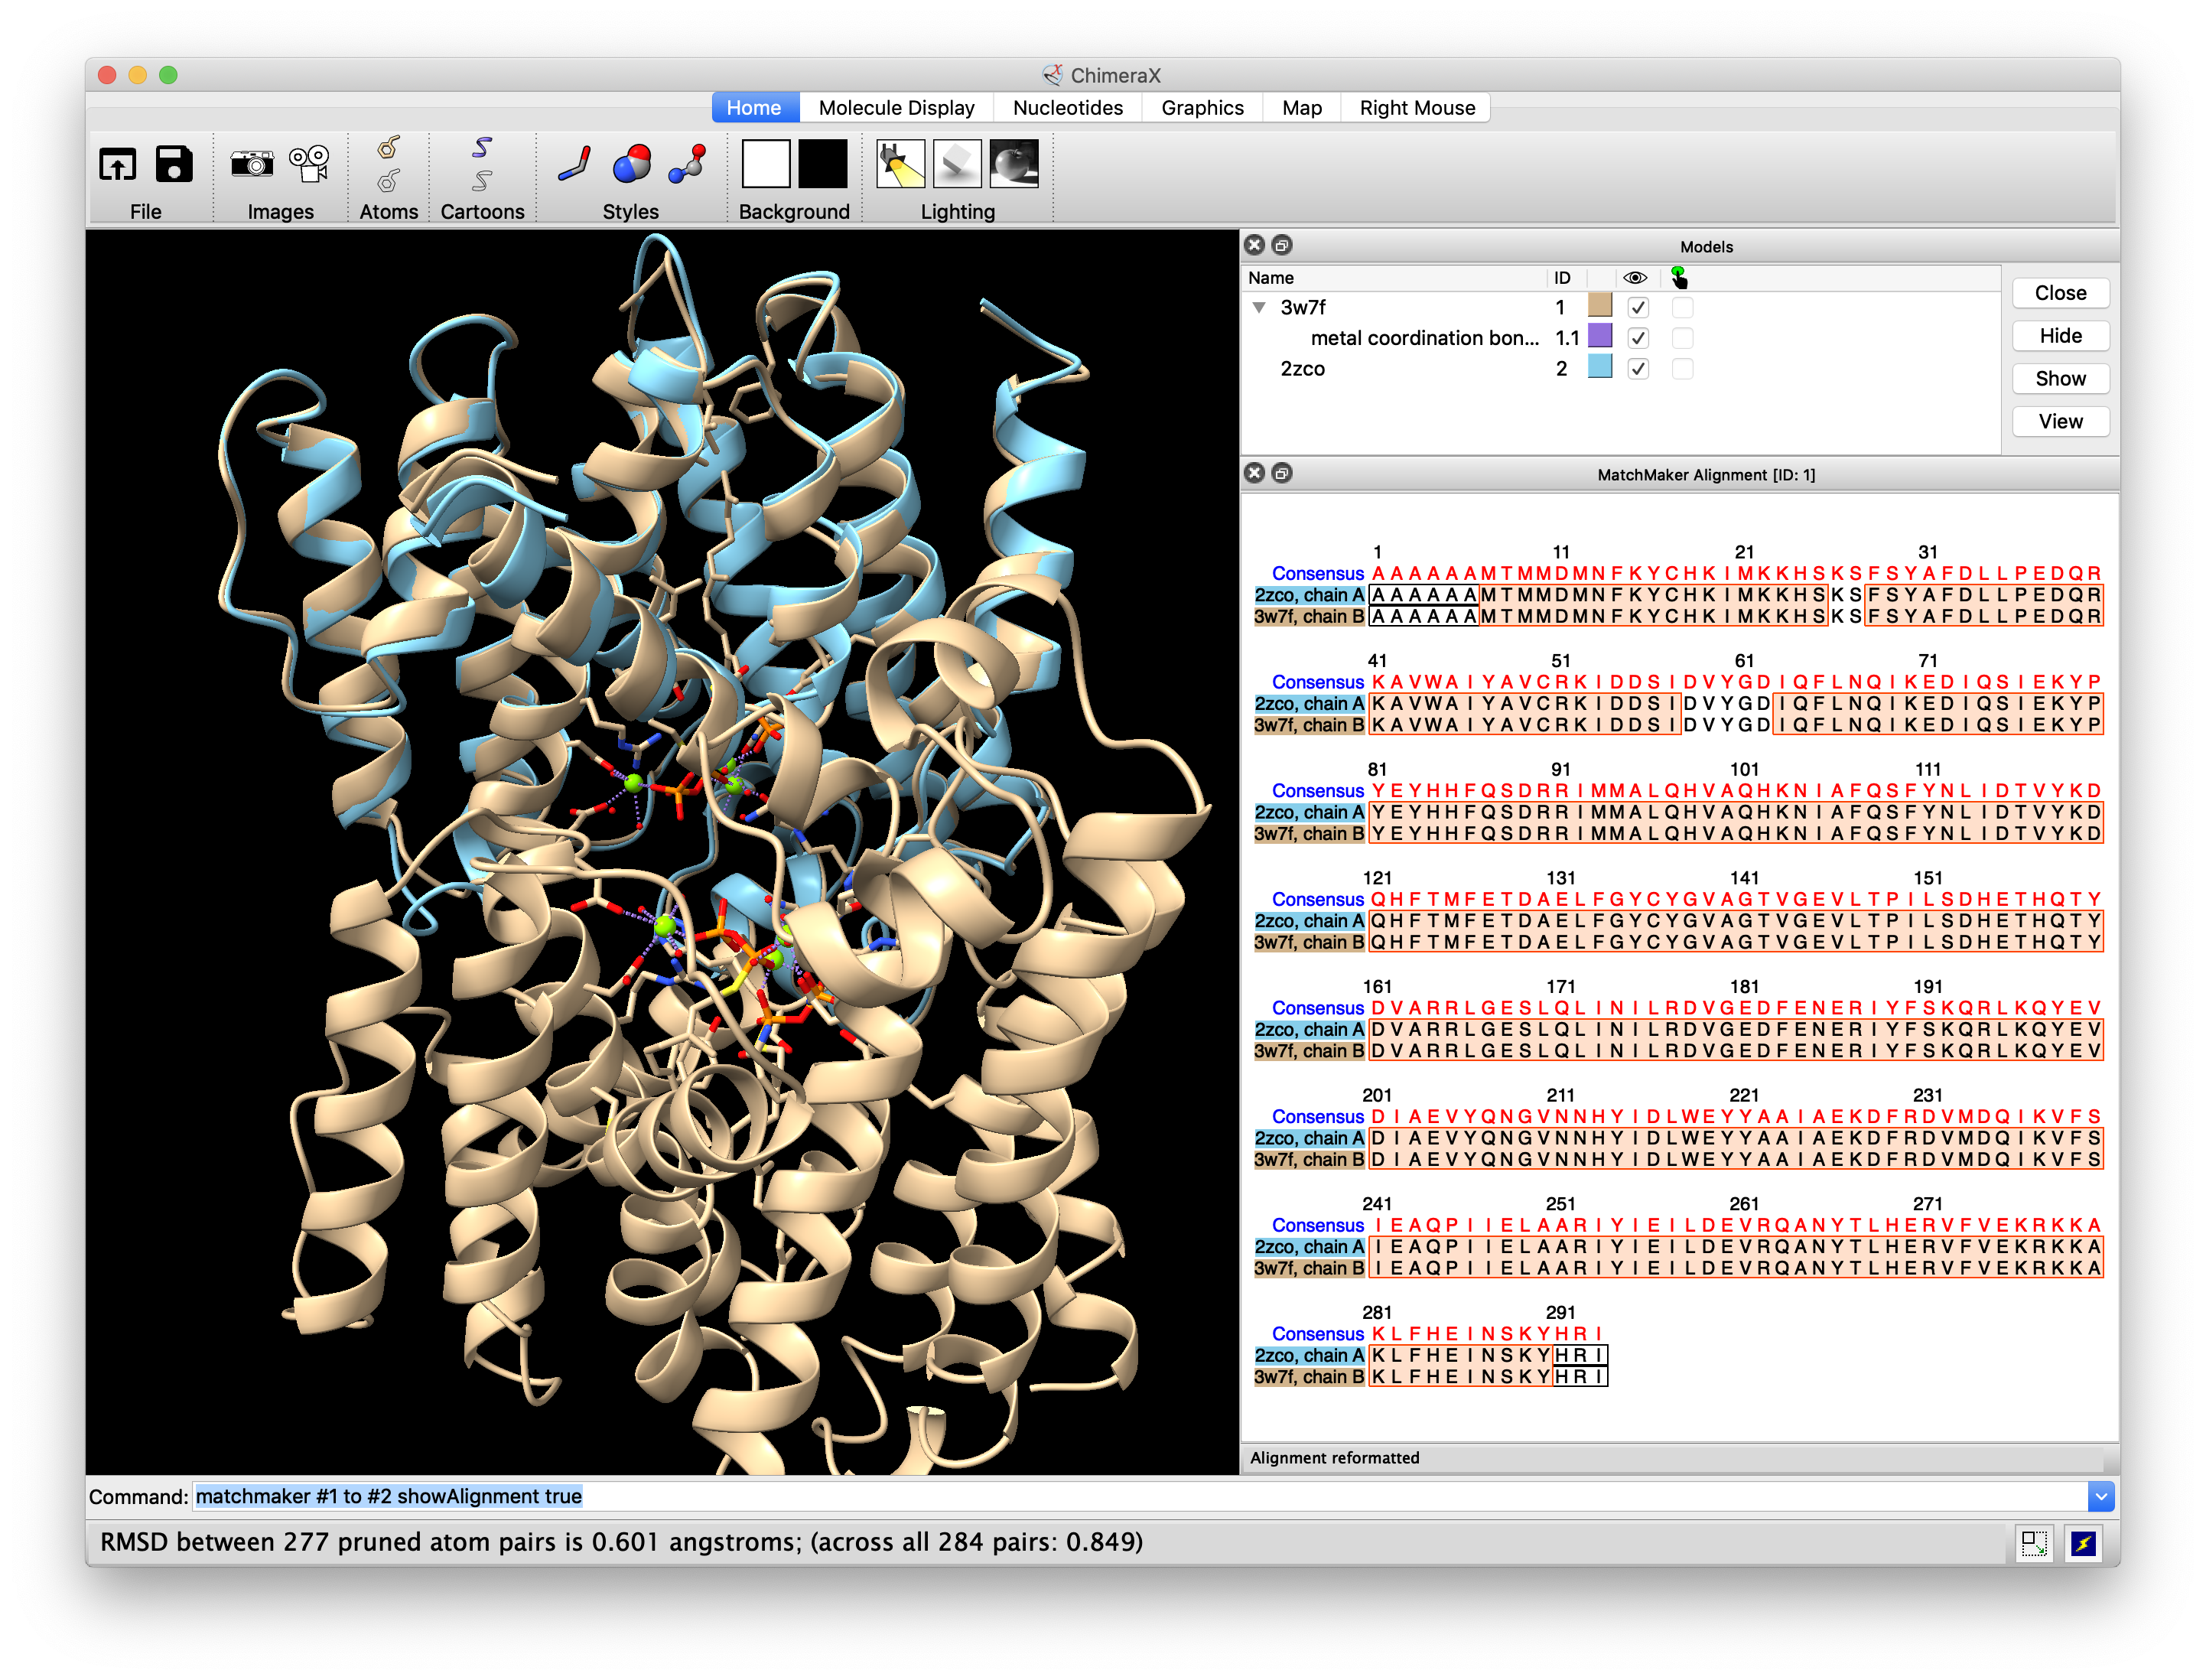 ChimeraX
Home Molecule Display Nucleotides Graphics Map Right Mouse
File Images Atoms Cartoons Styles Background Lighting
Models
Name ID
3w7f 1
metal coordination bon... 1.1
2zco 2
Close
Hide
Show
View
MatchMaker Alignment [ID: 1]
1 11 21 31
Consensus AAAAAAMTMMDMNFKYCHKIMKKHSKSFSYAFDLLPEDQR
2zco, chain A AAAAAAMTMMDMNFKYCHKIMKKHSKSFSYAFDLLPEDQR
3w7f, chain B AAAAAAMTMMDMNFKYCHKIMKKHSKSFSYAFDLLPEDQR
41 51 61 71
Consensus KAVWAIYAVCRKIDDSIDVYGDIQFLNQIKEDIQSIEKYP
2zco, chain A KAVWAIYAVCRKIDDSIDVYGDIQFLNQIKEDIQSIEKYP
3w7f, chain B KAVWAIYAVCRKIDDSIDVYGDIQFLNQIKEDIQSIEKYP
81 91 101 111
Consensus YEYHHFQSDRRIMMALQHVAQHKNIAFQSFYNLIDTVYKD
2zco, chain A YEYHHFQSDRRIMMALQHVAQHKNIAFQSFYNLIDTVYKD
3w7f, chain B YEYHHFQSDRRIMMALQHVAQHKNIAFQSFYNLIDTVYKD
121 131 141 151
Consensus QHFTMFETDAELFGYCYGVAGTVGEVLTPILSDHETHQTY
2zco, chain A QHFTMFETDAELFGYCYGVAGTVGEVLTPILSDHETHQTY
3w7f, chain B QHFTMFETDAELFGYCYGVAGTVGEVLTPILSDHETHQTY
161 171 181 191
Consensus DVARRLGESLQLINILRDVGEDFENERIYFSKQRLKQYEV
2zco, chain A DVARRLGESLQLINILRDVGEDFENERIYFSKQRLKQYEV
3w7f, chain B DVARRLGESLQLINILRDVGEDFENERIYFSKQRLKQYEV
201 211 221 231
Consensus DIAEVYQNGVNNHYIDLWEYYAAIAEKDFRDVMDQIKVFS
2zco, chain A DIAEVYQNGVNNHYIDLWEYYAAIAEKDFRDVMDQIKVFS
3w7f, chain B DIAEVYQNGVNNHYIDLWEYYAAIAEKDFRDVMDQIKVFS
241 251 261 271
Consensus IEAQPIIELAARIYIEILDEVRQANYTLHERVFVEKRKKA
2zco, chain A IEAQPIIELAARIYIEILDEVRQANYTLHERVFVEKRKKA
3w7f, chain B IEAQPIIELAARIYIEILDEVRQANYTLHERVFVEKRKKA
281 291
Consensus KLFHEINSKYHRI
2zco, chain A KLFHEINSKYHRI
3w7f, chain B KLFHEINSKYHRI
Alignment reformatted
Command: matchmaker #1 to #2 showAlignment true
RMSD between 277 pruned atom pairs is 0.601 angstroms; (across all 284 pairs: 0.849)